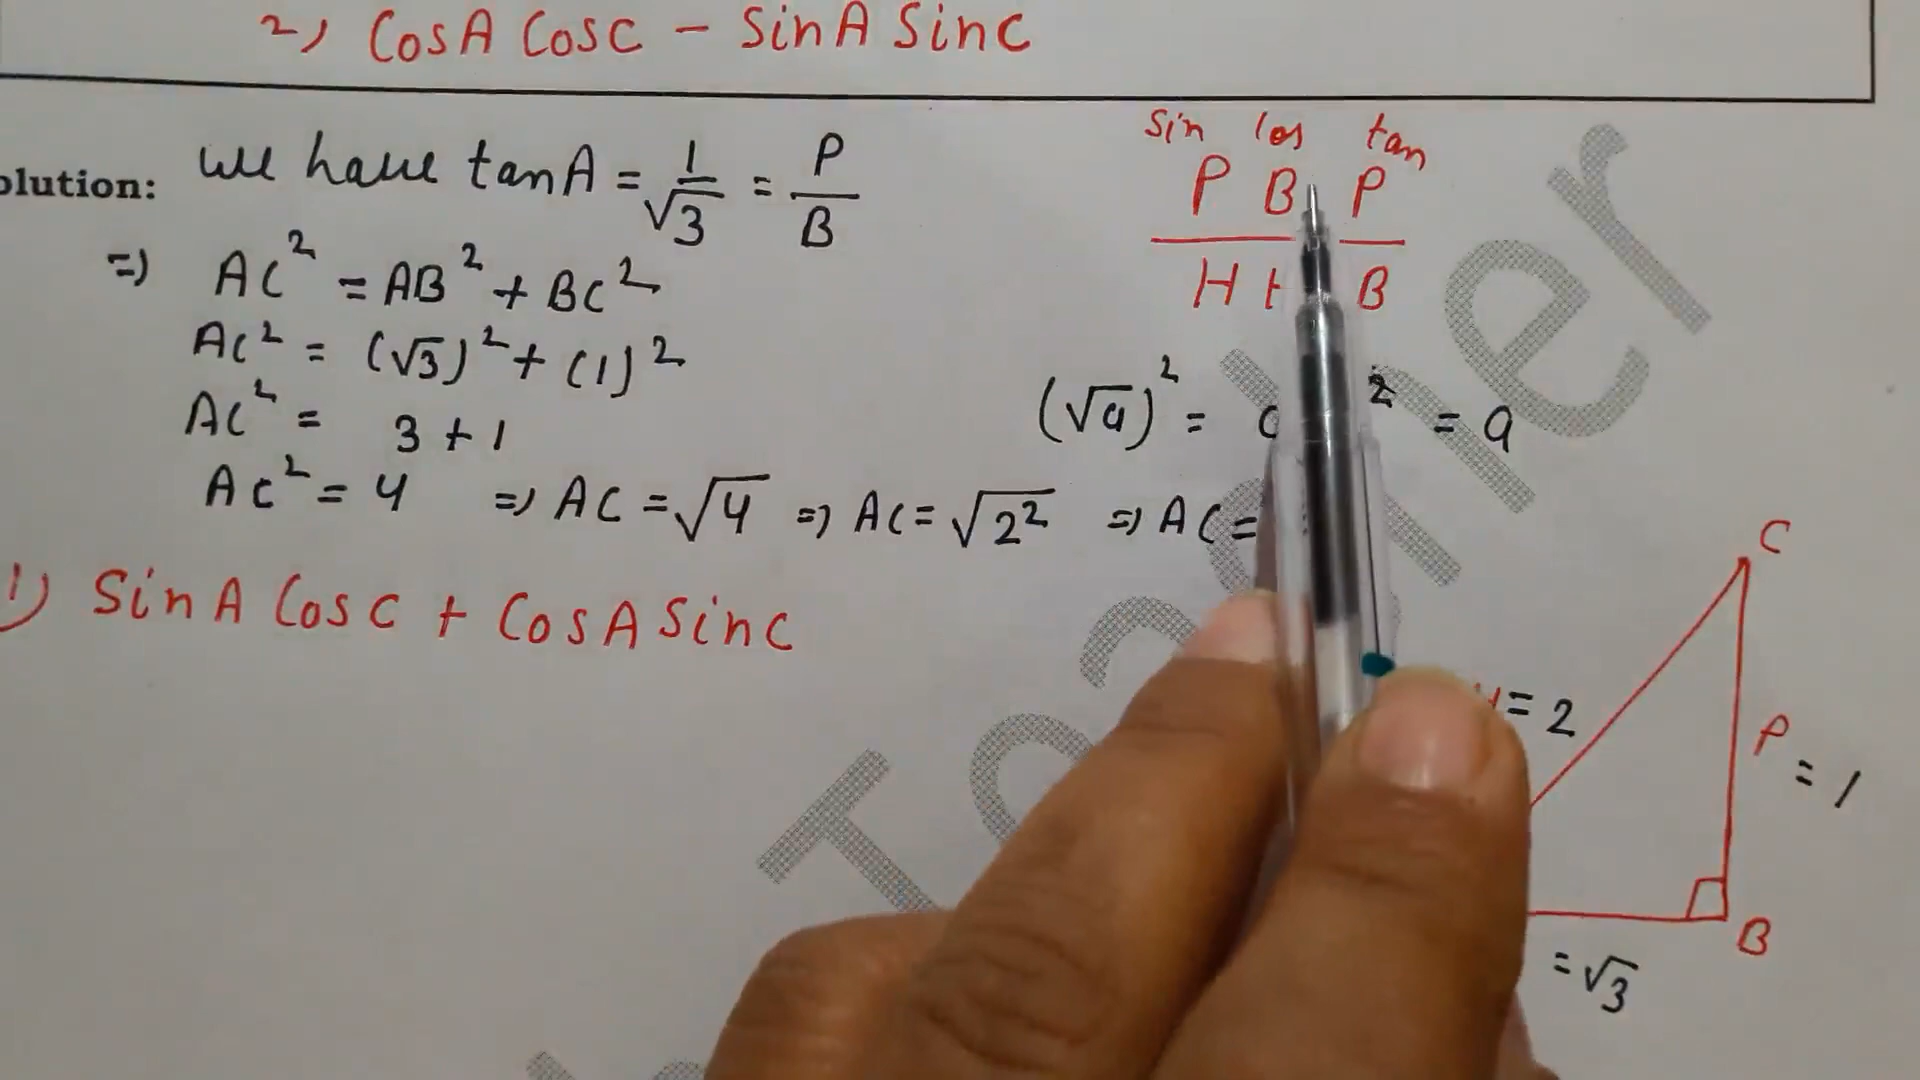 2) CosA CosC - SinA SinC
olution: We have tanA = 1/√3 = P/B
Sin Cos tan
P B P
H H B
=) AC² = AB² + BC²
AC² = (√3)² + (1)²
AC² = 3 + 1
(√a)² = 2 = a
AC² = 4 => AC = √4 => AC = √2² => AC =
1) SinA CosC + CosA SinC
C
= 2
P = 1
B
= √3